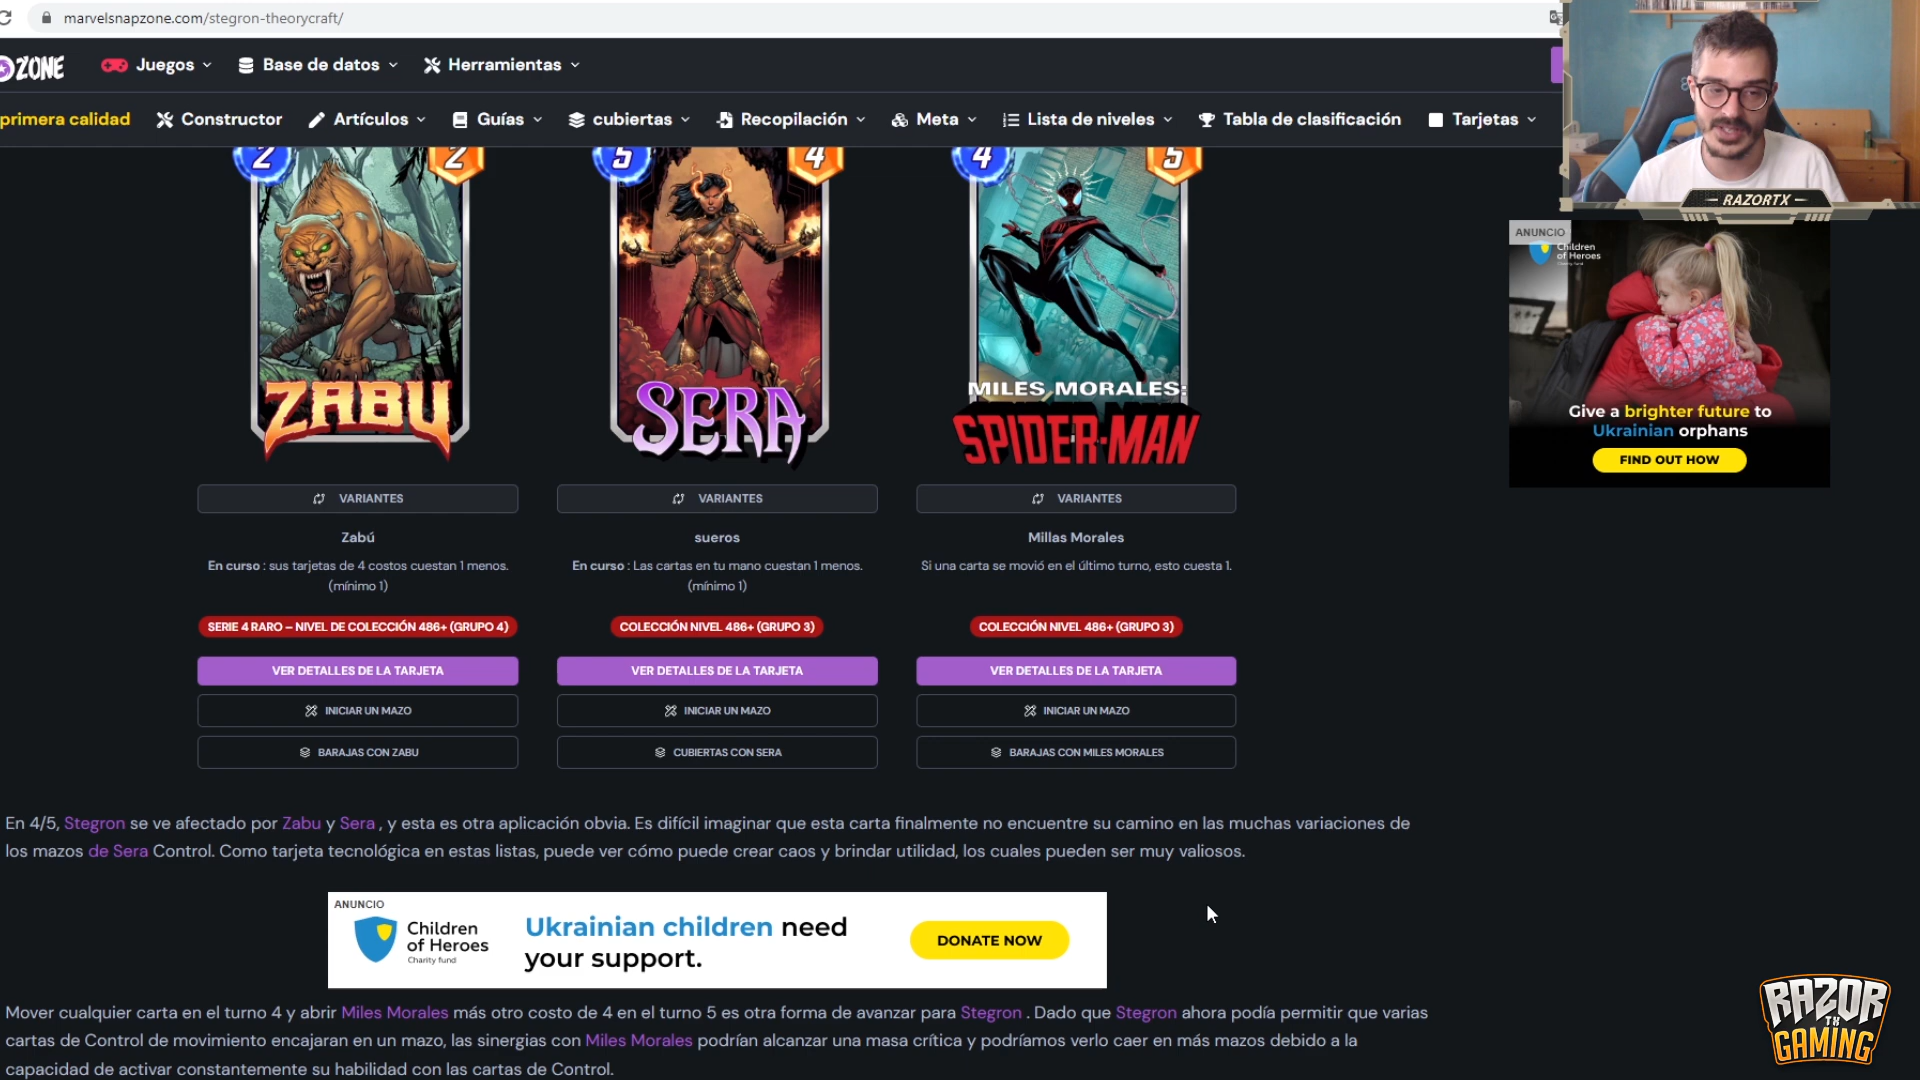 marvelsnapzone.com/stegron-theorycraft/
ZONE
Juegos
Base de datos
Herramientas
primera calidad
Constructor
Artículos
Guías
cubiertas
Recopilación
Meta
Lista de niveles
Tabla de clasificación
Tarjetas
2
2
5
4
4
5
ZABU
SERA
MILES MORALES:
SPIDER-MAN
VARIANTES
VARIANTES
VARIANTES
Zabú
sueros
Millas Morales
En curso : sus tarjetas de 4 costos cuestan 1 menos.
(mínimo 1)
En curso : Las cartas en tu mano cuestan 1 menos.
(mínimo 1)
Si una carta se movió en el último turno, esto cuesta 1.
SERIE 4 RARO – NIVEL DE COLECCIÓN 486+ (GRUPO 4)
COLECCIÓN NIVEL 486+ (GRUPO 3)
COLECCIÓN NIVEL 486+ (GRUPO 3)
VER DETALLES DE LA TARJETA
VER DETALLES DE LA TARJETA
VER DETALLES DE LA TARJETA
INICIAR UN MAZO
INICIAR UN MAZO
INICIAR UN MAZO
BARAJAS CON ZABU
CUBIERTAS CON SERA
BARAJAS CON MILES MORALES
En 4/5, Stegron se ve afectado por Zabu y Sera , y esta es otra aplicación obvia. Es difícil imaginar que esta carta finalmente no encuentre su camino en las muchas variaciones de
los mazos de Sera Control. Como tarjeta tecnológica en estas listas, puede ver cómo puede crear caos y brindar utilidad, los cuales pueden ser muy valiosos.
ANUNCIO
Children
of Heroes
Charity fund
Ukrainian children need
your support.
DONATE NOW
Mover cualquier carta en el turno 4 y abrir Miles Morales más otro costo de 4 en el turno 5 es otra forma de avanzar para Stegron . Dado que Stegron ahora podía permitir que varias
cartas de Control de movimiento encajaran en un mazo, las sinergias con Miles Morales podrían alcanzar una masa crítica y podríamos verlo caer en más mazos debido a la
capacidad de activar constantemente su habilidad con las cartas de Control.
RAZORTX
ANUNCIO
Children
of Heroes
Give a brighter future to
Ukrainian orphans
FIND OUT HOW
RAZOR
TX
GAMING